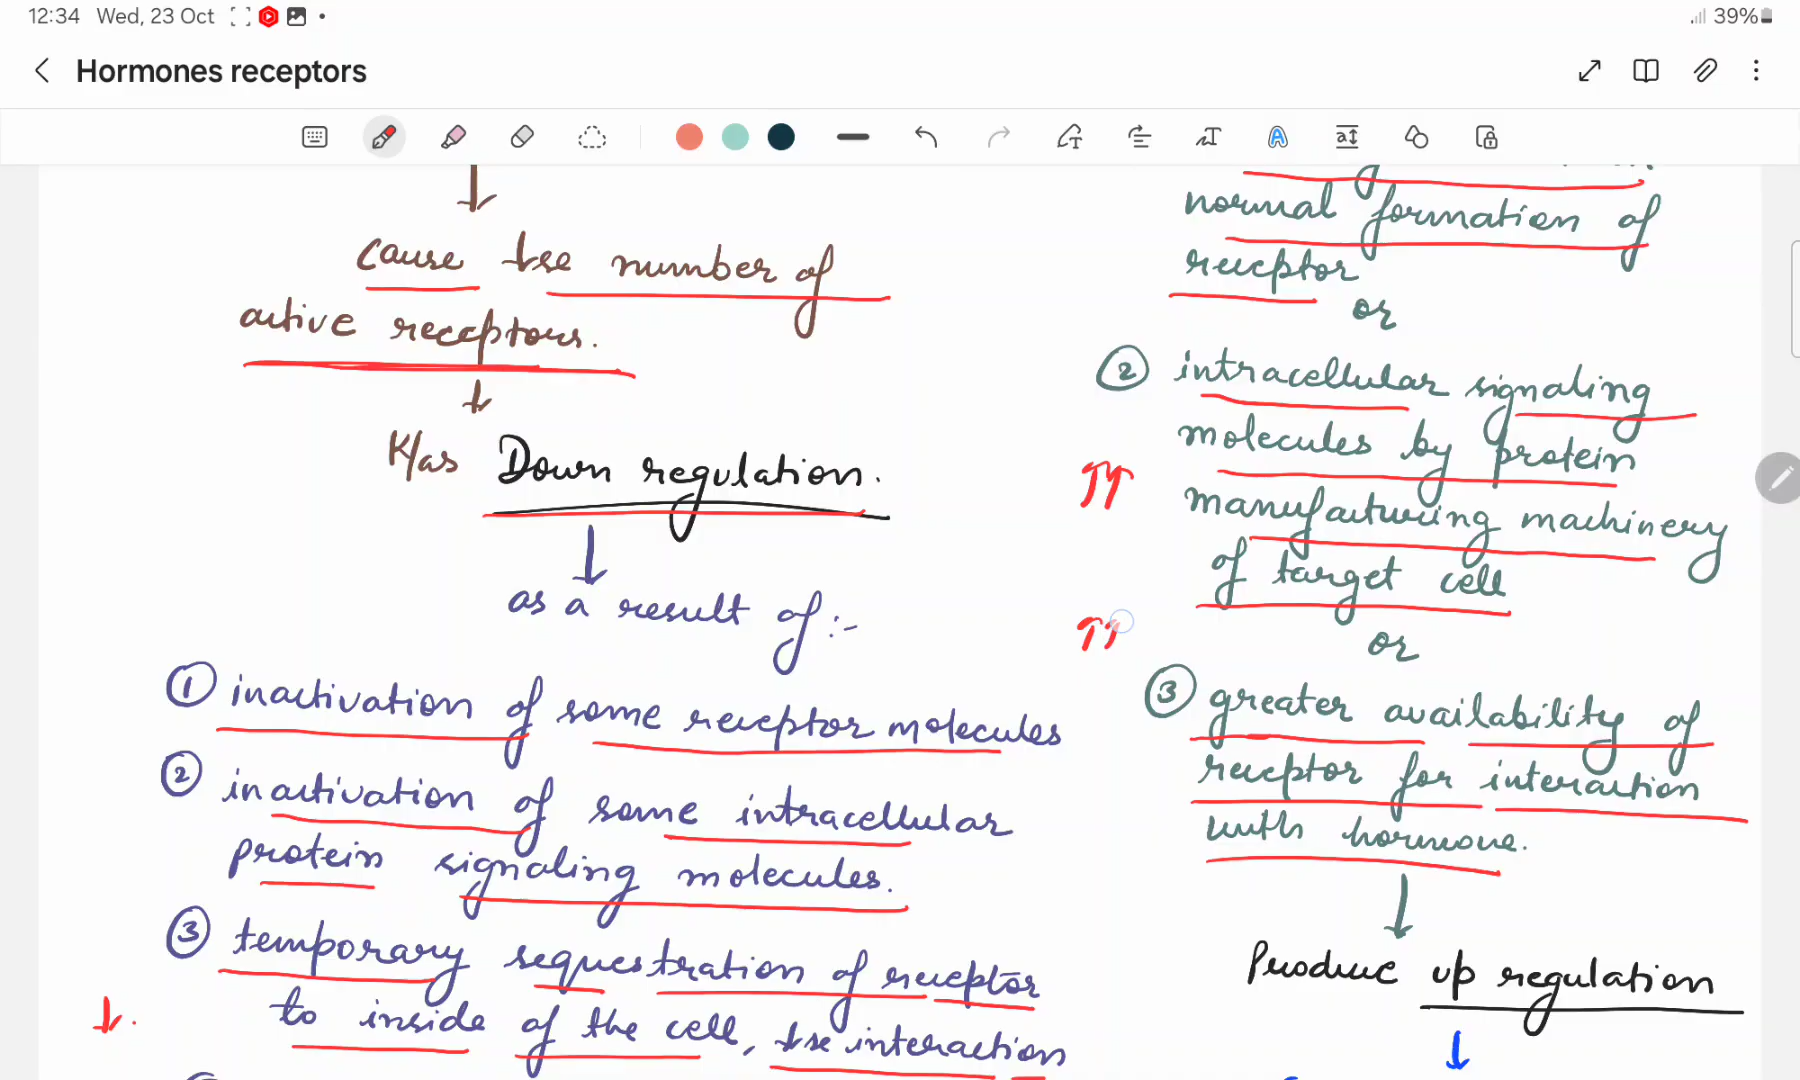 12:34 Wed, 23 Oct
39%
Hormones receptors
cause ↓se number of
active receptors.
↓
K/as Down regulation.
↓
as a result of :-
① inactivation of some receptor molecules
② inactivation of some intracellular
protein signaling molecules.
③ temporary sequestration of receptor
to inside of the cell, ↓se interaction
normal formation of
receptor
or
② intracellular signaling
molecules by protein
manufacturing machinery
of target cell
or
③ greater availability of
receptor for interaction
with hormone.
↓
Produce up regulation
↓